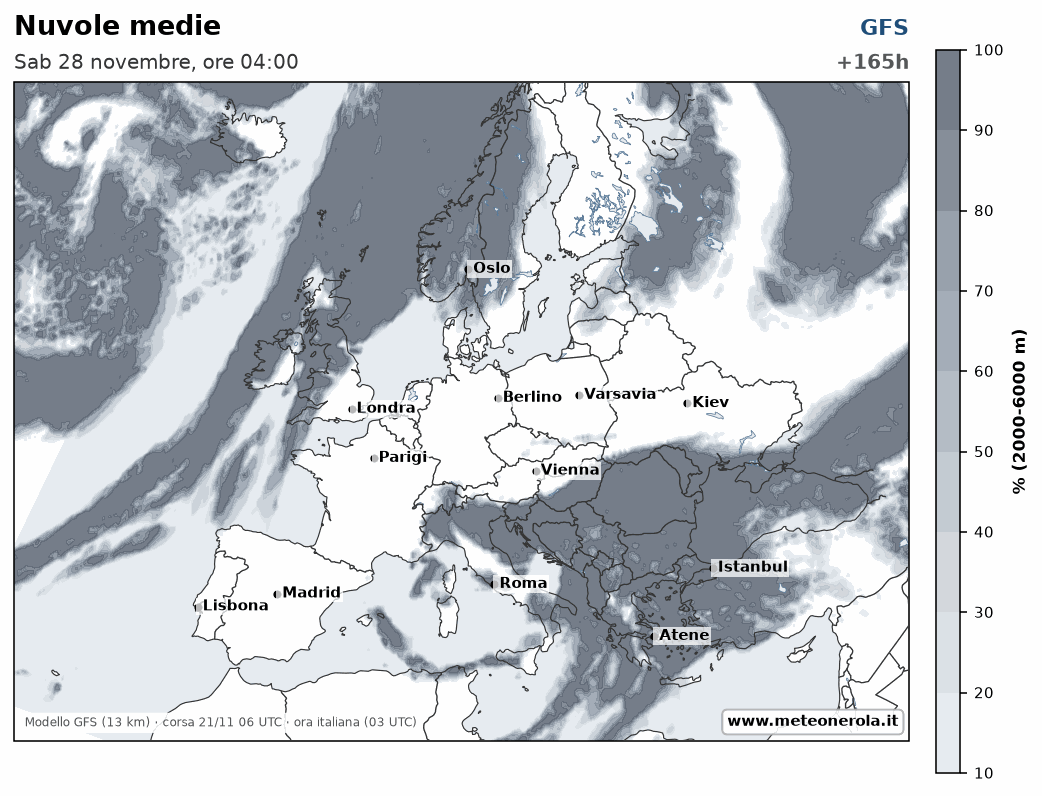 Nuvole medie
GFS
Sab 28 novembre, ore 04:00
+165h
100
90
80
70
60
50
40
30
20
10
% (2000-6000 m)
Oslo
Londra
Berlino
Varsavia
Kiev
Parigi
Vienna
Istanbul
Roma
Madrid
Lisbona
Atene
Modello GFS (13 km) · corsa 21/11 06 UTC · ora italiana (03 UTC)
www.meteonerola.it